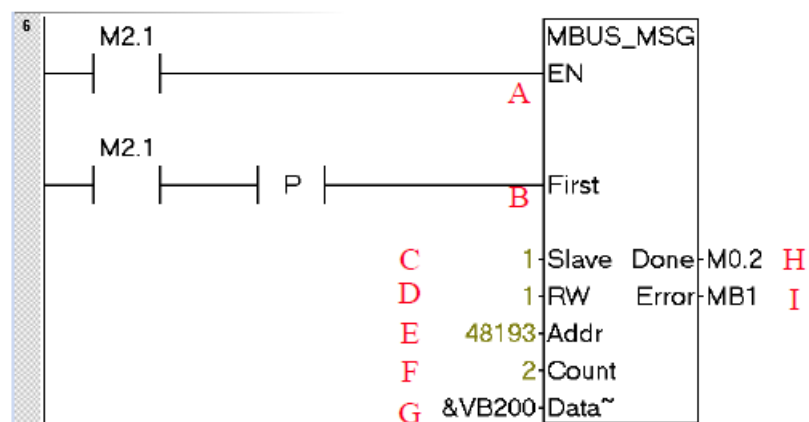 6
M2.1
MBUS_MSG
A
EN
M2.1
P
B
First
C
1
Slave
Done
M0.2
H
D
1
RW
Error
MB1
I
E
48193
Addr
F
2
Count
G
&VB200
Data~